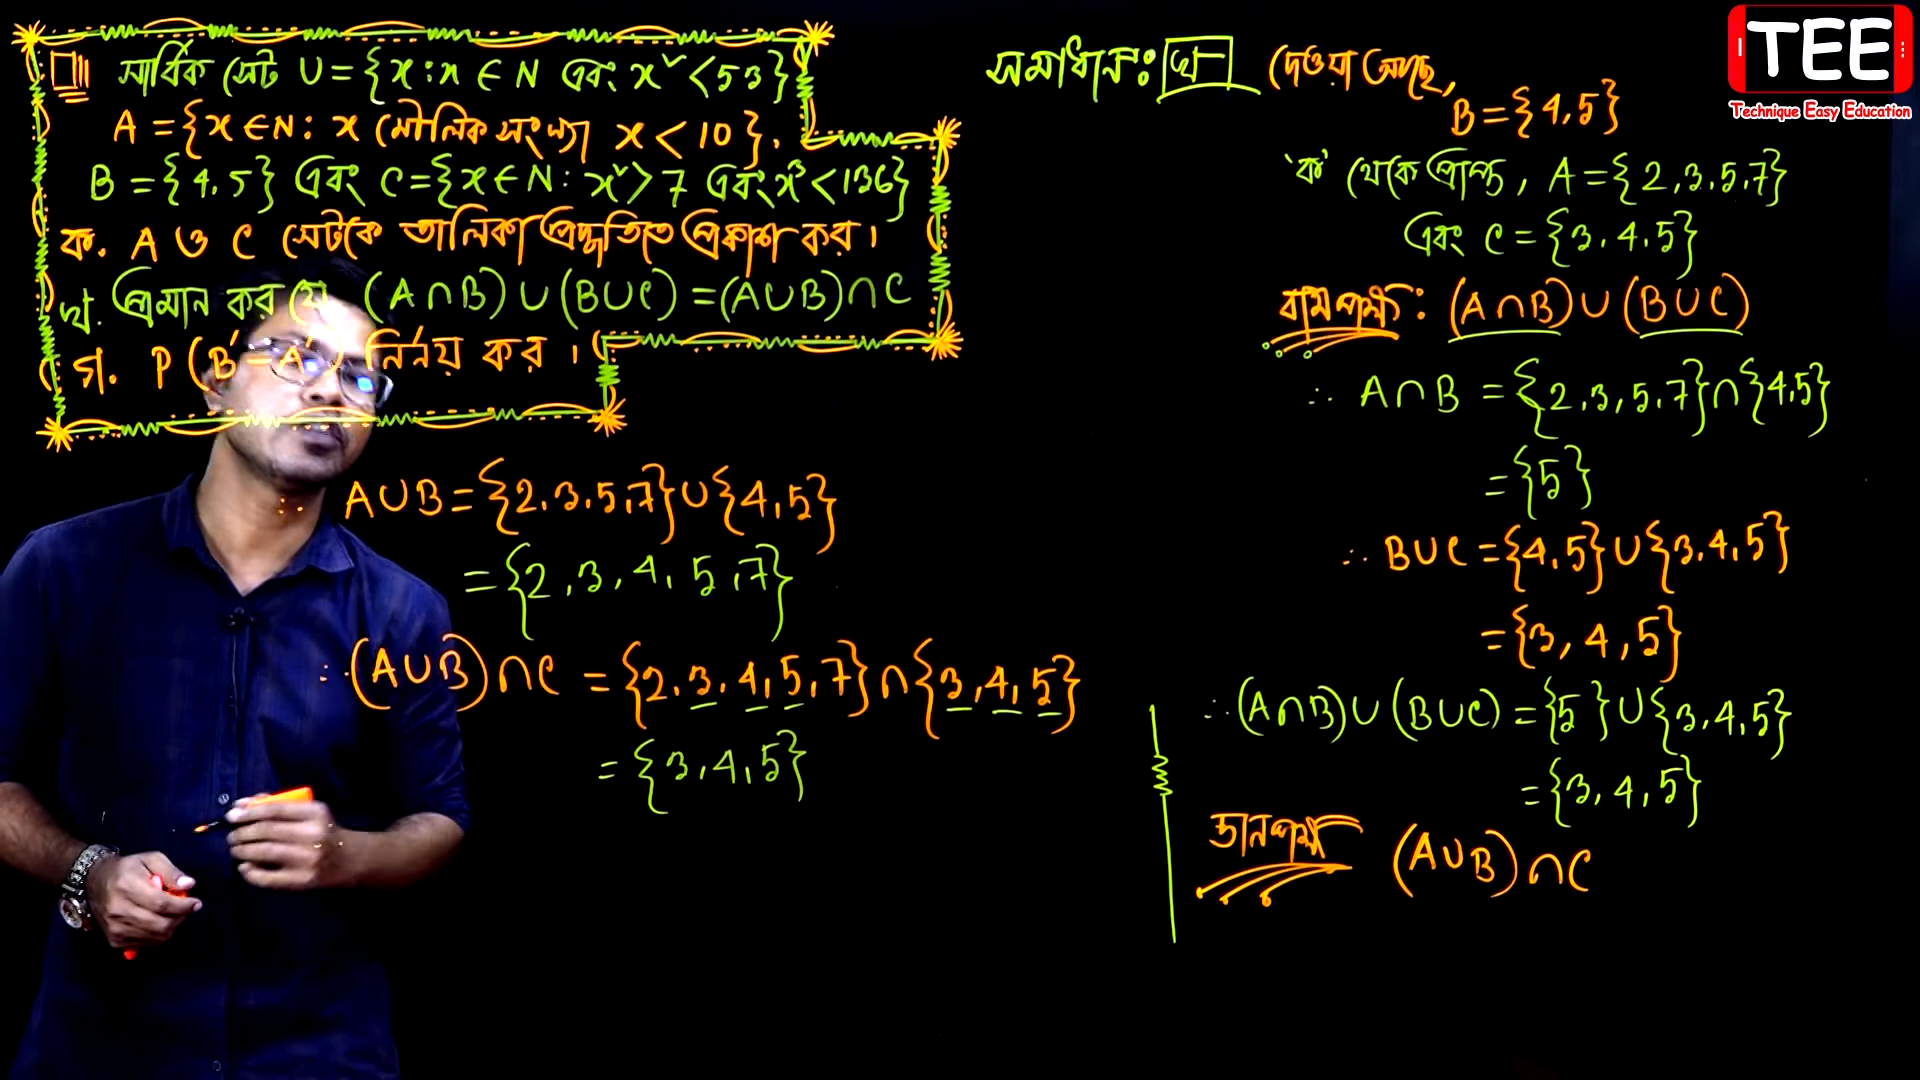 সার্বিক সেট U = {x : x ∈ N এবং x² < 53}
A = {x ∈ N : x মৌলিক সংখ্যা x < 10},
B = {4,5} এবং C = {x ∈ N : x² > 7 এবং x³ < 136}
ক. A ও C সেটকে তালিকা পদ্ধতিতে প্রকাশ কর।
খ. প্রমান কর যে (A∩B)∪(B∪C) = (A∪B)∩C
গ. P(B′−A′) নির্নয় কর।
সমাধান: খ দেওয়া আছে,
B = {4,5}
'ক' থেকে প্রাপ্ত, A = {2,3,5,7}
এবং C = {3,4,5}
বামপক্ষ: (A∩B)∪(B∪C)
∴ A∩B = {2,3,5,7}∩{4,5}
= {5}
∴ B∪C = {4,5}∪{3,4,5}
= {3,4,5}
∴ (A∩B)∪(B∪C) = {5}∪{3,4,5}
= {3,4,5}
ডানপক্ষ (A∪B)∩C
∴ A∪B = {2,3,5,7}∪{4,5}
= {2,3,4,5,7}
∴ (A∪B)∩C = {2,3,4,5,7}∩{3,4,5}
= {3,4,5}
TEE
Technique Easy Education